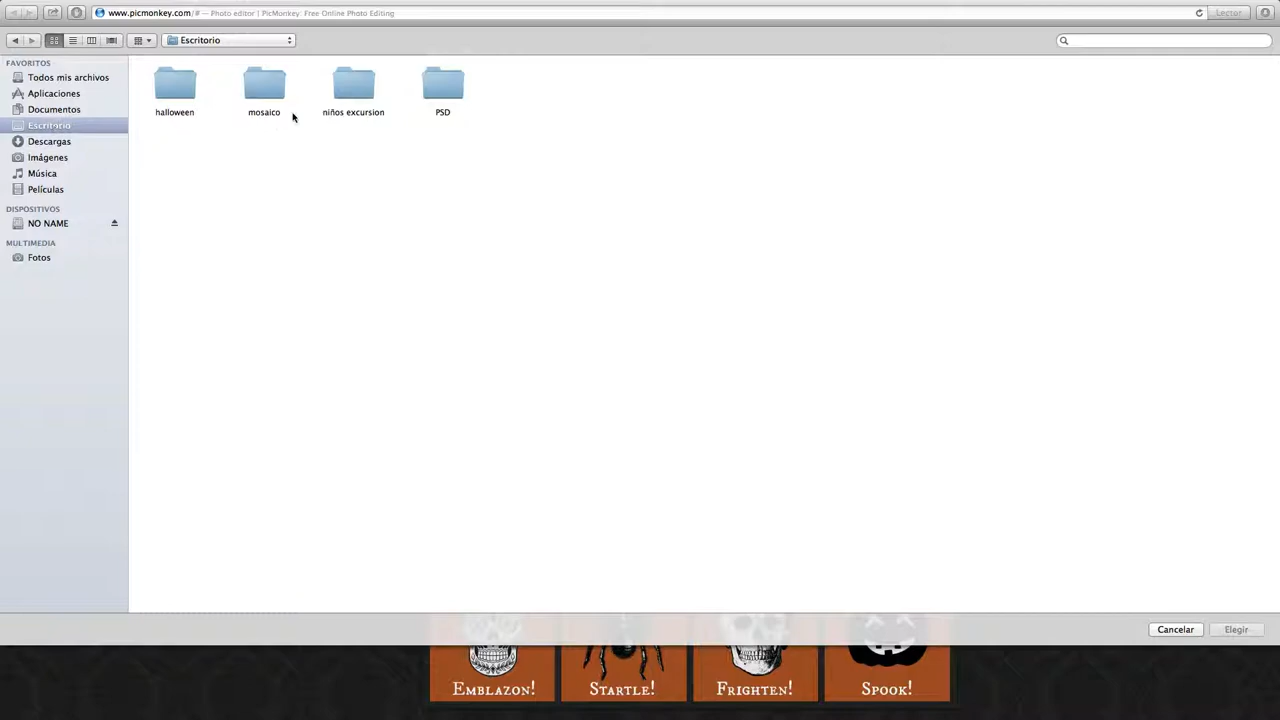 www.picmonkey.com/# — Photo editor | PicMonkey: Free Online Photo Editing
Lector
Escritorio
FAVORITOS
Todos mis archivos
Aplicaciones
Documentos
Escritorio
Descargas
Imágenes
Música
Películas
DISPOSITIVOS
NO NAME
MULTIMEDIA
Fotos
halloween
mosaico
niños excursion
PSD
Cancelar
Elegir
Emblazon!
Startle!
Frighten!
Spook!